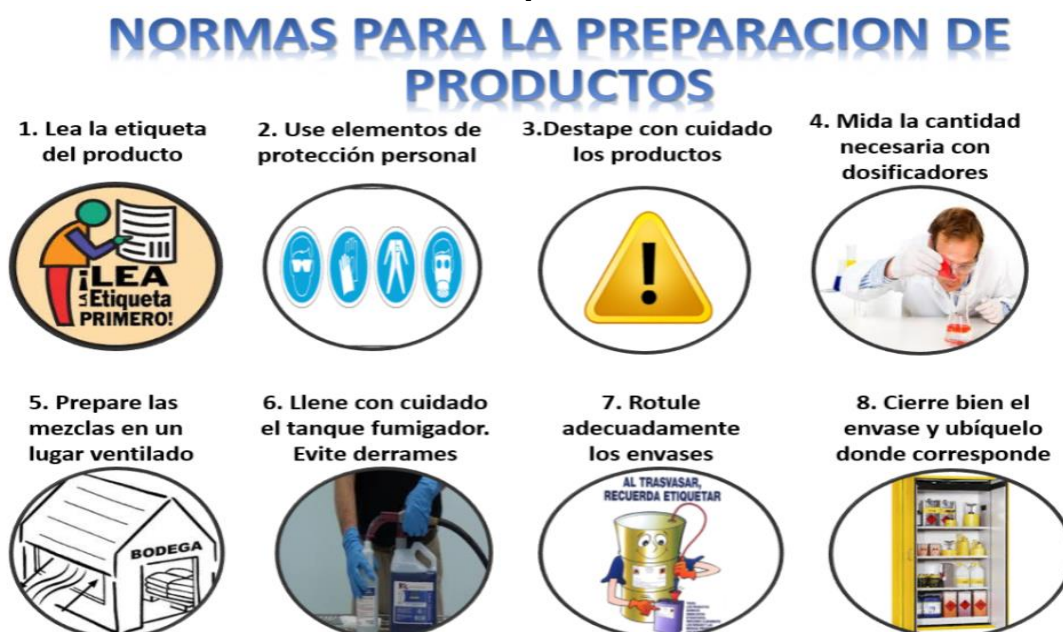 NORMAS PARA LA PREPARACION DE
PRODUCTOS
1. Lea la etiqueta
del producto
2. Use elementos de
protección personal
3.Destape con cuidado
los productos
4. Mida la cantidad
necesaria con
dosificadores
¡LEA
LA Etiqueta
PRIMERO!
5. Prepare las
mezclas en un
lugar ventilado
6. Llene con cuidado
el tanque fumigador.
Evite derrames
7. Rotule
adecuadamente
los envases
8. Cierre bien el
envase y ubíquelo
donde corresponde
BODEGA
AL TRASVASAR,
RECUERDA ETIQUETAR